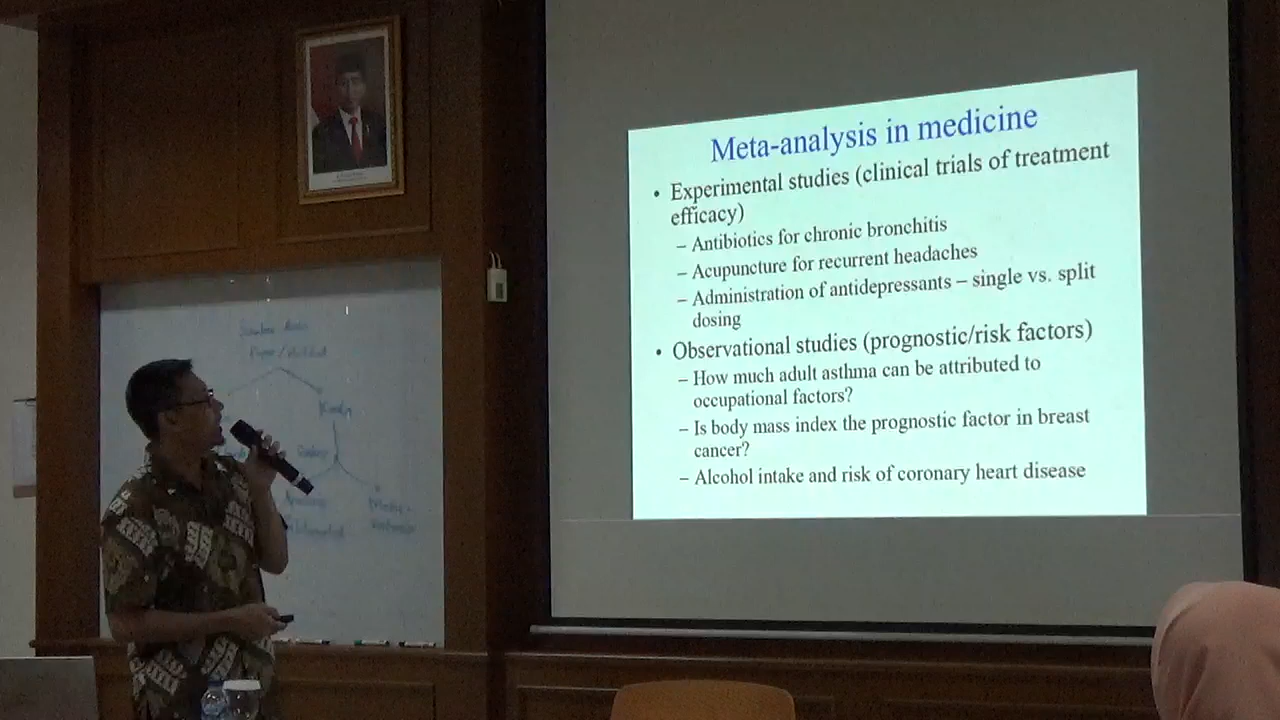 Meta-analysis in medicine
• Experimental studies (clinical trials of treatment
efficacy)
– Antibiotics for chronic bronchitis
– Acupuncture for recurrent headaches
– Administration of antidepressants – single vs. split
dosing
• Observational studies (prognostic/risk factors)
– How much adult asthma can be attributed to
occupational factors?
– Is body mass index the prognostic factor in breast
cancer?
– Alcohol intake and risk of coronary heart disease